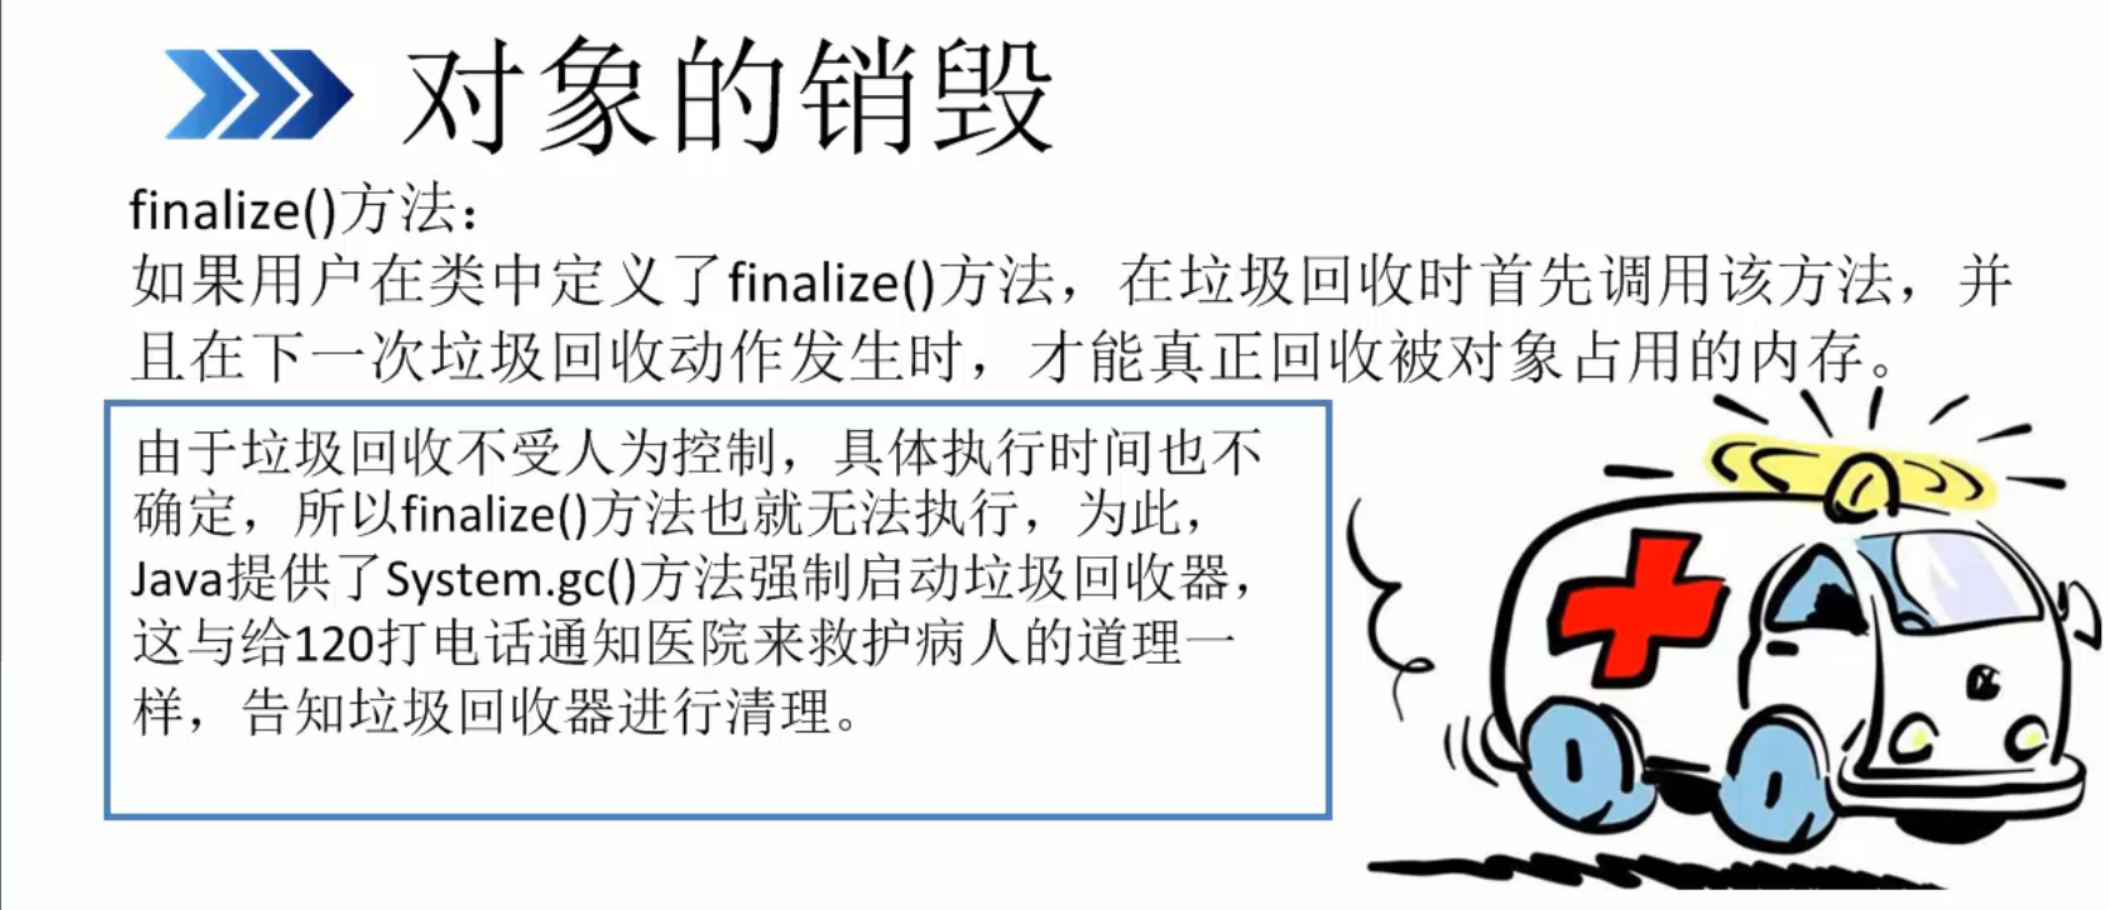 对象的销毁
finalize()方法：
如果用户在类中定义了finalize()方法，在垃圾回收时首先调用该方法，并
且在下一次垃圾回收动作发生时，才能真正回收被对象占用的内存。
由于垃圾回收不受人为控制，具体执行时间也不
确定，所以finalize()方法也就无法执行，为此，
Java提供了System.gc()方法强制启动垃圾回收器，
这与给120打电话通知医院来救护病人的道理一
样，告知垃圾回收器进行清理。